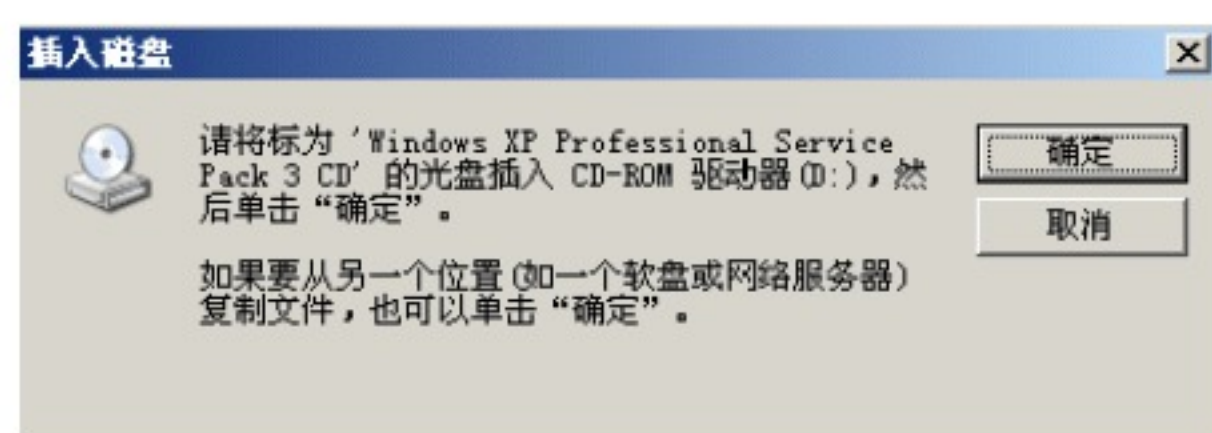 插入磁盘
请将标为 'Windows XP Professional Service
Pack 3 CD' 的光盘插入 CD-ROM 驱动器(D:)，然
后单击“确定”。
如果要从另一个位置(如一个软盘或网络服务器)
复制文件，也可以单击“确定”。
确定
取消